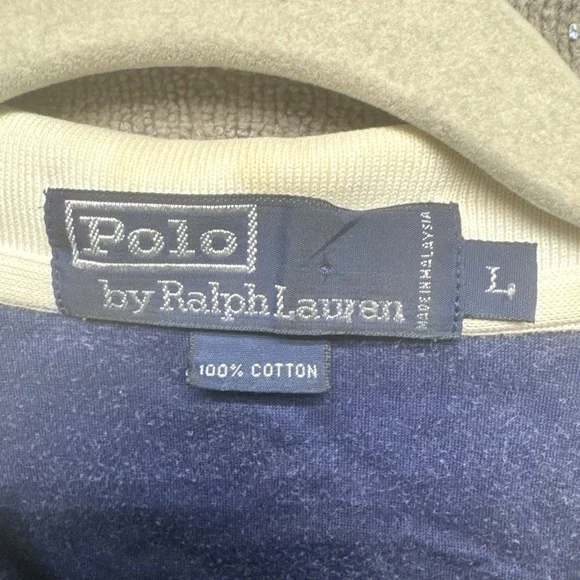 Polo
by Ralph Lauren
MADE IN MALAYSIA
L
100% COTTON